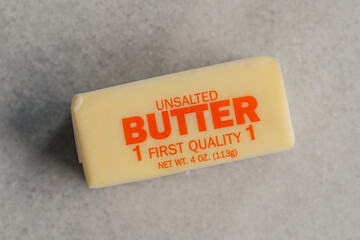 UNSALTED
BUTTER
1 FIRST QUALITY 1
NET WT. 4 OZ. (113g)